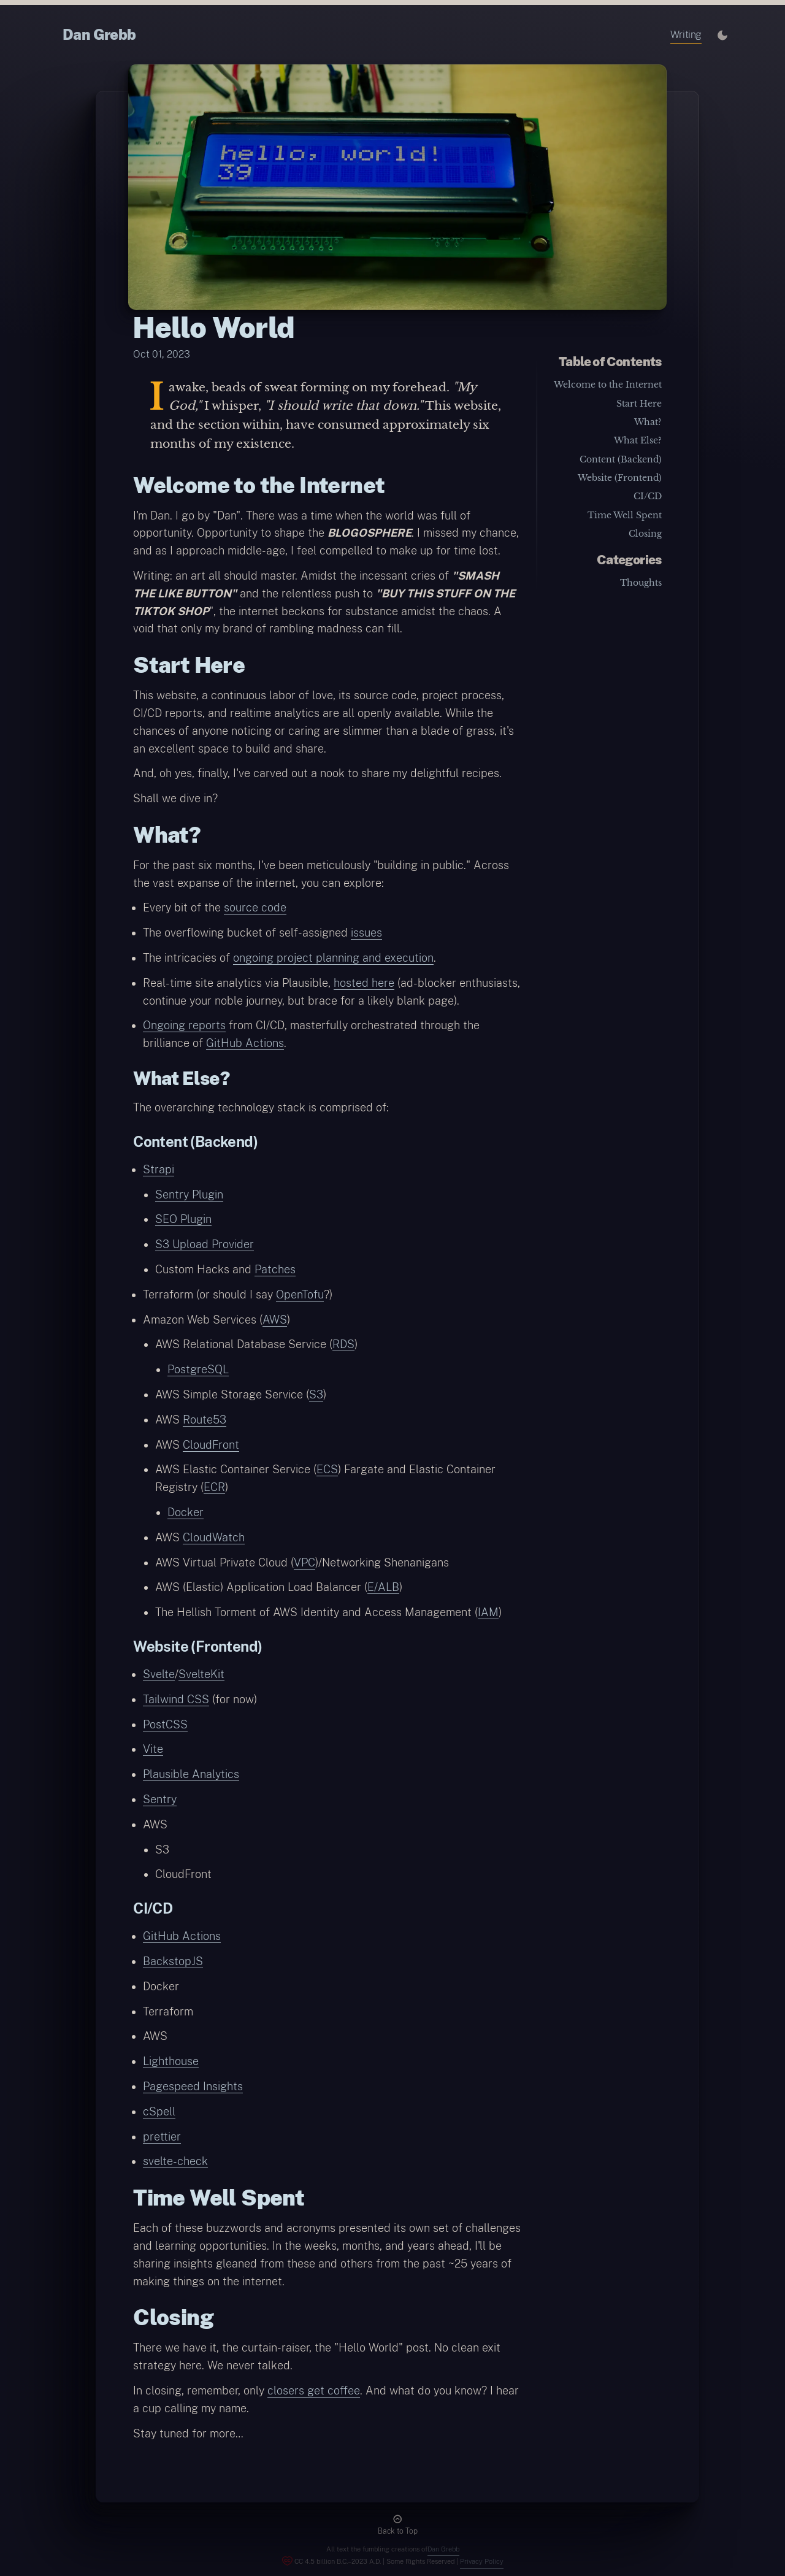 Dan Grebb
Writing
hello, world!
39
Hello World
Oct 01, 2023
I awake, beads of sweat forming on my forehead. "My
God," I whisper, "I should write that down." This website,
and the section within, have consumed approximately six
months of my existence.
Table of Contents
Welcome to the Internet
Start Here
What?
What Else?
Content (Backend)
Website (Frontend)
CI/CD
Time Well Spent
Closing
Categories
Thoughts
Welcome to the Internet
I'm Dan. I go by "Dan". There was a time when the world was full of
opportunity. Opportunity to shape the BLOGOSPHERE. I missed my chance,
and as I approach middle-age, I feel compelled to make up for time lost.
Writing: an art all should master. Amidst the incessant cries of "SMASH
THE LIKE BUTTON" and the relentless push to "BUY THIS STUFF ON THE
TIKTOK SHOP", the internet beckons for substance amidst the chaos. A
void that only my brand of rambling madness can fill.
Start Here
This website, a continuous labor of love, its source code, project process,
CI/CD reports, and realtime analytics are all openly available. While the
chances of anyone noticing or caring are slimmer than a blade of grass, it's
an excellent space to build and share.
And, oh yes, finally, I've carved out a nook to share my delightful recipes.
Shall we dive in?
What?
For the past six months, I've been meticulously "building in public." Across
the vast expanse of the internet, you can explore:
• Every bit of the source code
• The overflowing bucket of self-assigned issues
• The intricacies of ongoing project planning and execution.
• Real-time site analytics via Plausible, hosted here (ad-blocker enthusiasts,
continue your noble journey, but brace for a likely blank page).
• Ongoing reports from CI/CD, masterfully orchestrated through the
brilliance of GitHub Actions.
What Else?
The overarching technology stack is comprised of:
Content (Backend)
• Strapi
• Sentry Plugin
• SEO Plugin
• S3 Upload Provider
• Custom Hacks and Patches
• Terraform (or should I say OpenTofu?)
• Amazon Web Services (AWS)
• AWS Relational Database Service (RDS)
• PostgreSQL
• AWS Simple Storage Service (S3)
• AWS Route53
• AWS CloudFront
• AWS Elastic Container Service (ECS) Fargate and Elastic Container
Registry (ECR)
• Docker
• AWS CloudWatch
• AWS Virtual Private Cloud (VPC)/Networking Shenanigans
• AWS (Elastic) Application Load Balancer (E/ALB)
• The Hellish Torment of AWS Identity and Access Management (IAM)
Website (Frontend)
• Svelte/SvelteKit
• Tailwind CSS (for now)
• PostCSS
• Vite
• Plausible Analytics
• Sentry
• AWS
• S3
• CloudFront
CI/CD
• GitHub Actions
• BackstopJS
• Docker
• Terraform
• AWS
• Lighthouse
• Pagespeed Insights
• cSpell
• prettier
• svelte-check
Time Well Spent
Each of these buzzwords and acronyms presented its own set of challenges
and learning opportunities. In the weeks, months, and years ahead, I'll be
sharing insights gleaned from these and others from the past ~25 years of
making things on the internet.
Closing
There we have it, the curtain-raiser, the "Hello World" post. No clean exit
strategy here. We never talked.
In closing, remember, only closers get coffee. And what do you know? I hear
a cup calling my name.
Stay tuned for more...
Back to Top
All text the fumbling creations of Dan Grebb
CC 4.5 billion B.C.-2023 A.D. | Some Rights Reserved | Privacy Policy